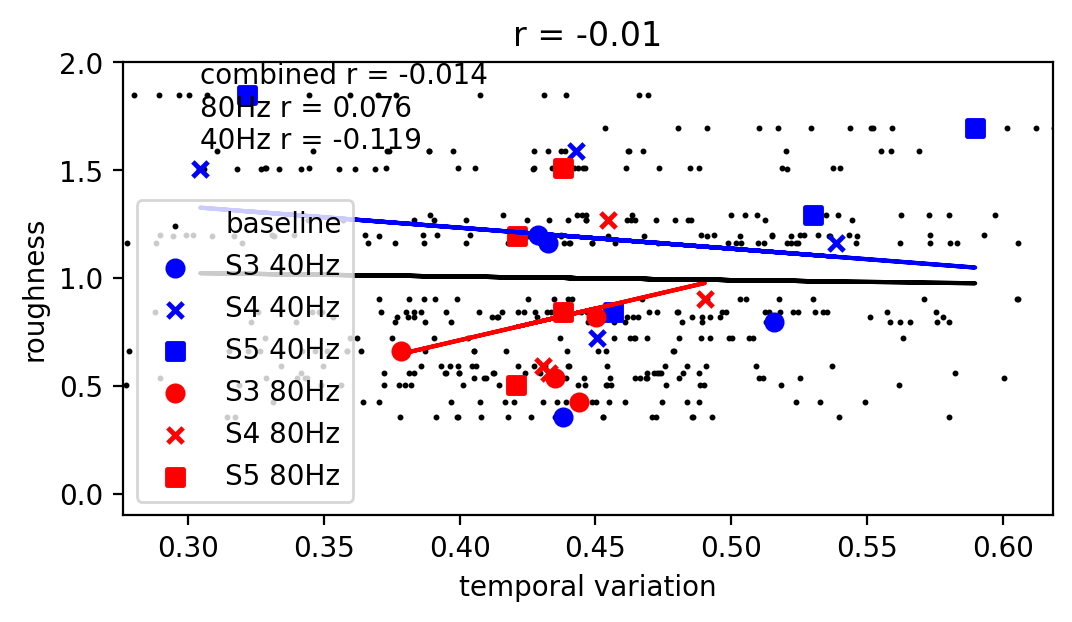 r = -0.01
combined r = -0.014
80Hz r = 0.076
40Hz r = -0.119
2.0
1.5
1.0
0.5
0.0
roughness
baseline
S3 40Hz
S4 40Hz
S5 40Hz
S3 80Hz
S4 80Hz
S5 80Hz
0.30 0.35 0.40 0.45 0.50 0.55 0.60
temporal variation